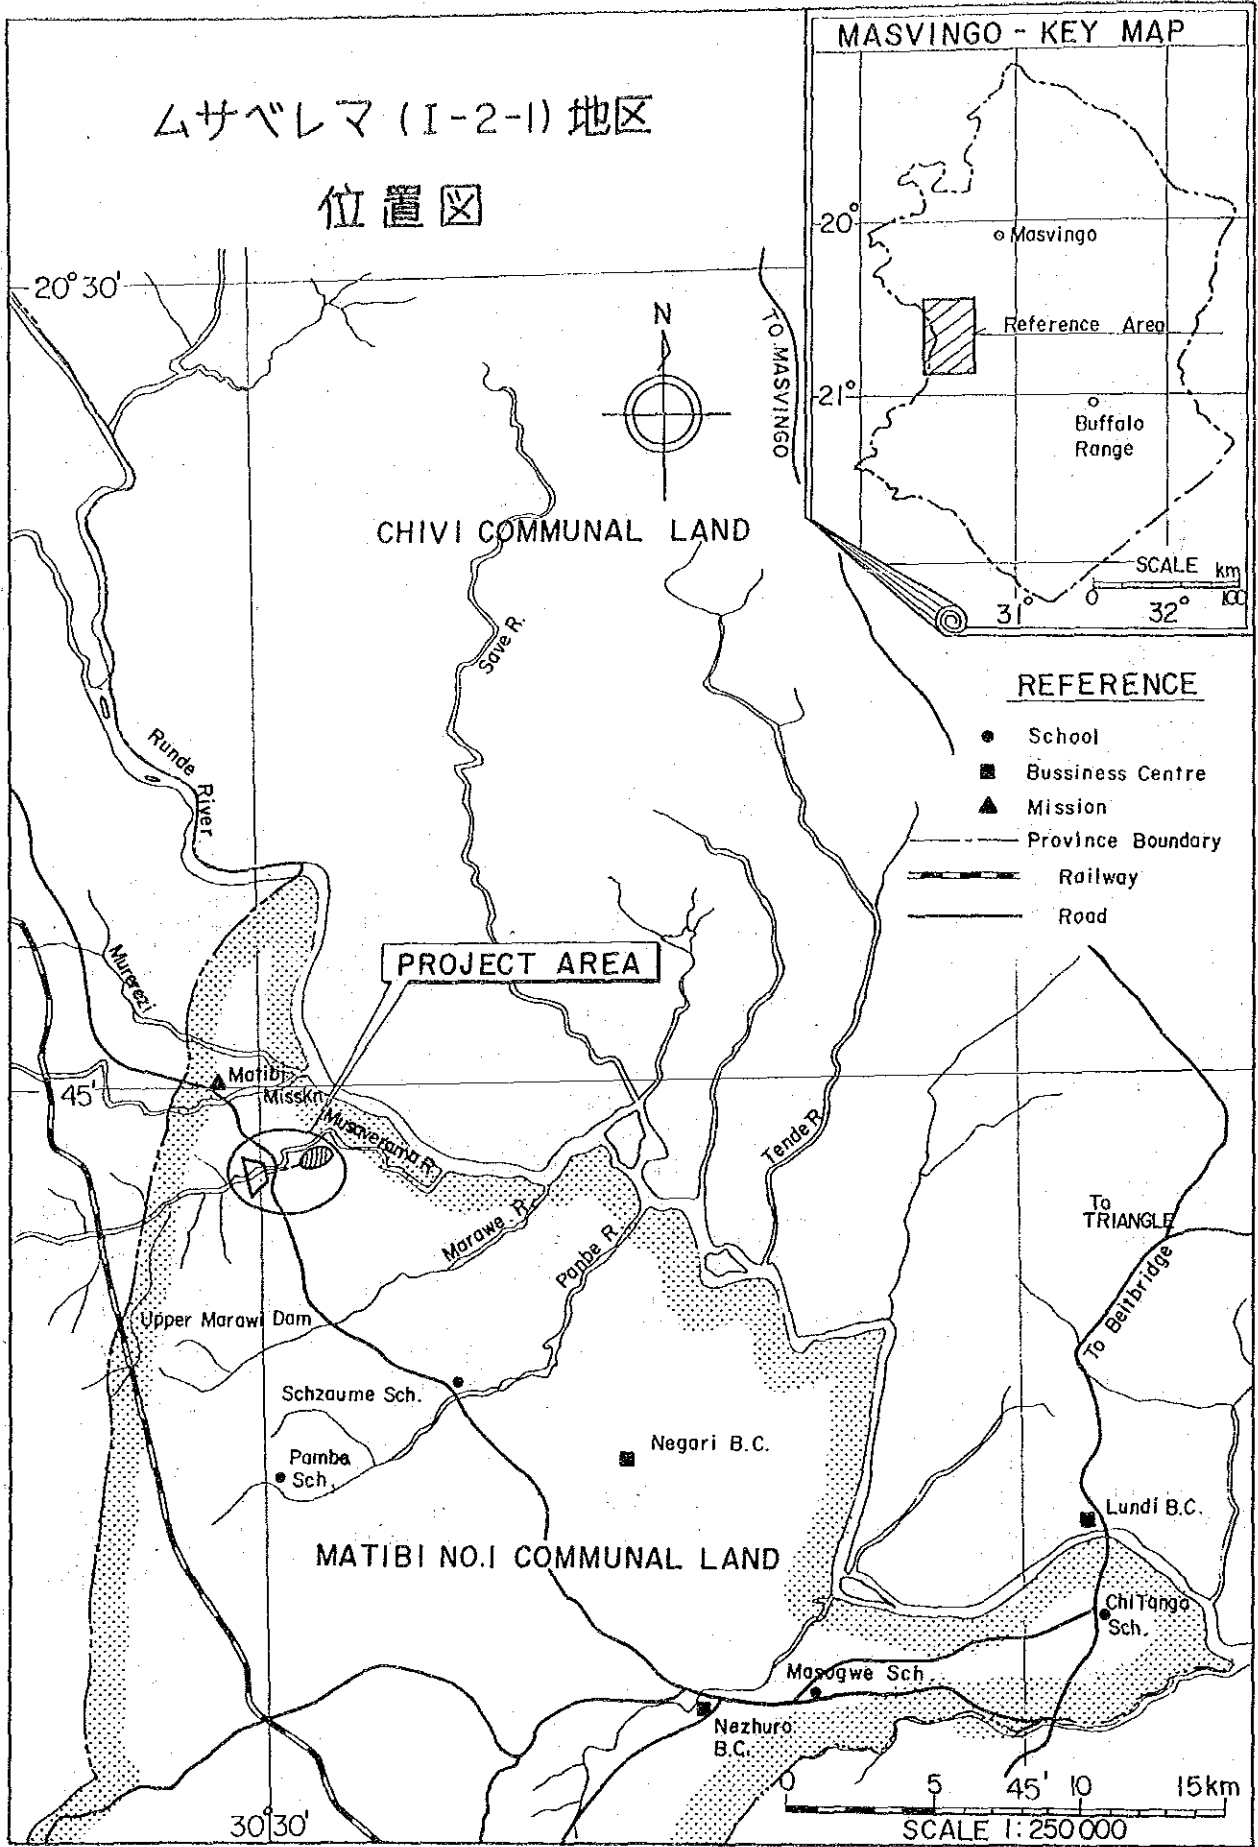 ムサベレマ (I-2-1) 地区
位置図
MASVINGO - KEY MAP
20°
Masvingo
Reference Area
21°
Buffalo
Range
SCALE km
0 100
31° 32°
20°30'
N
TO MASVINGO
CHIVI COMMUNAL LAND
Save R.
REFERENCE
School
Bussiness Centre
Mission
Province Boundary
Railway
Road
Runde
River
PROJECT AREA
Murerezi
45'
Matibi
Musaverama R.
Tende R.
Marawe R.
Panbe R.
To
TRIANGLE
To Beitbridge
Upper Marawi Dam
Schzaume Sch.
Pambe
Sch.
Negari B.C.
Lundi B.C.
MATIBI NO.1 COMMUNAL LAND
ChiTanga
Sch.
Masogwe Sch.
Nezhuro
B.C.
0 5 45' 10 15km
30°30'
SCALE 1:250000